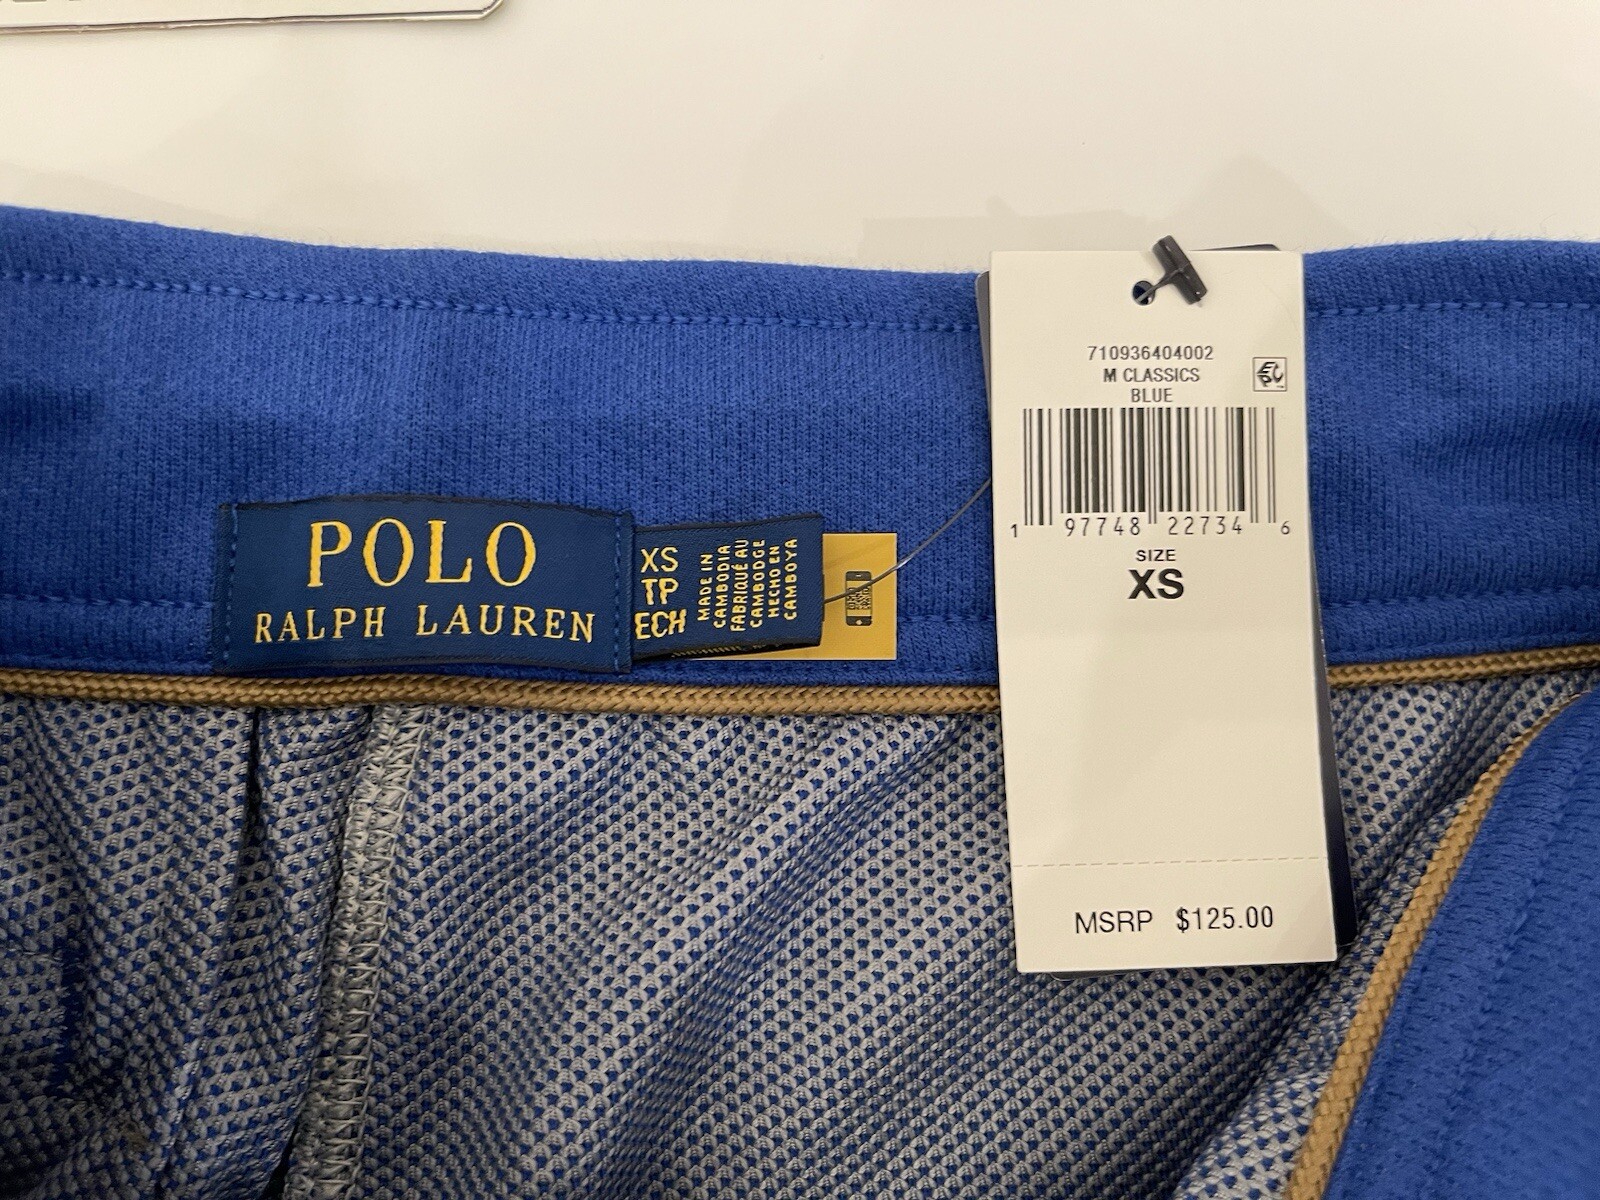 POLO
RALPH LAUREN
XS
TP
ECH
MADE IN
CAMBODIA
FABRIQUÉ AU
CAMBODGE
HECHO EN
CAMBOYA
710936404002
M CLASSICS
BLUE
1 97748 22734 6
SIZE
XS
MSRP $125.00